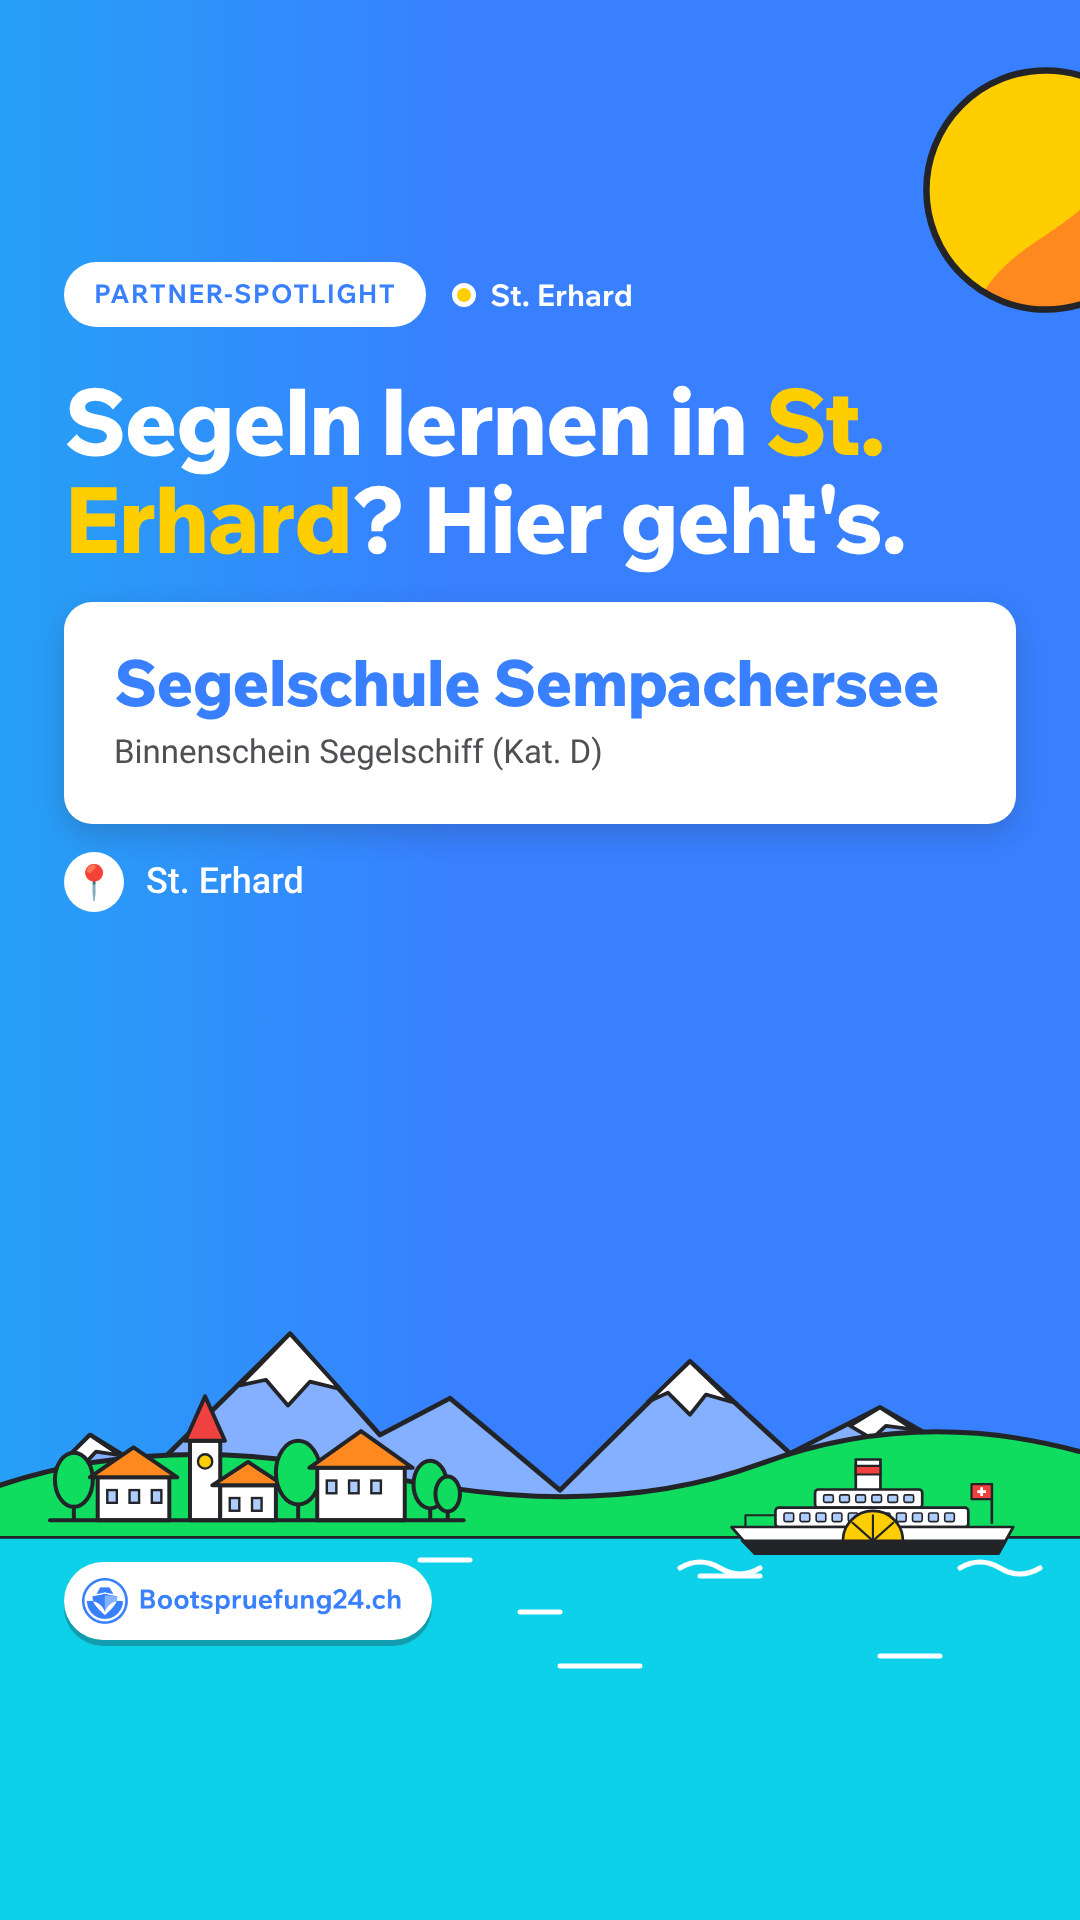 PARTNER-SPOTLIGHT
St. Erhard
Segeln lernen in St.
Erhard? Hier geht's.
Segelschule Sempachersee
Binnenschein Segelschiff (Kat. D)
St. Erhard
Bootspruefung24.ch